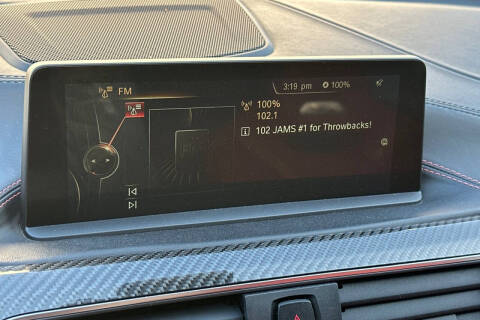 FM
3:19 pm
100%
100%
102.1
102 JAMS #1 for Throwbacks!